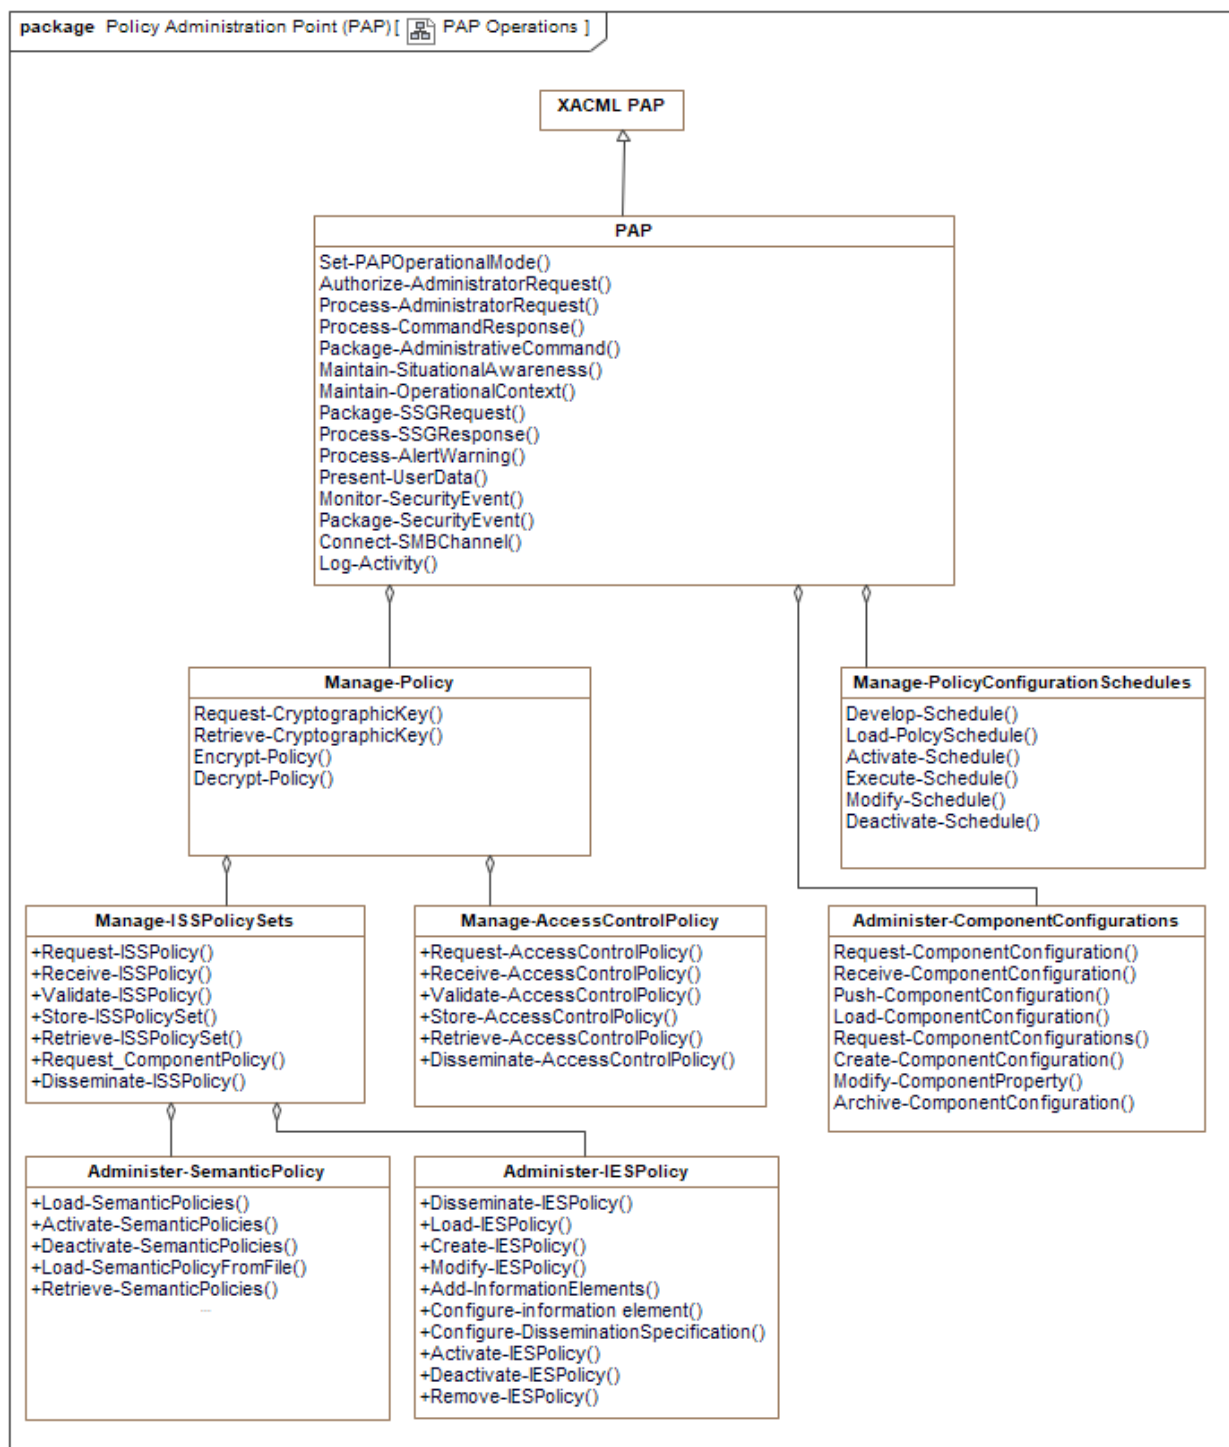 package Policy Administration Point (PAP) [ PAP Operations ]
XACML PAP
PAP
Set-PAPOperationalMode()
Authorize-AdministratorRequest()
Process-AdministratorRequest()
Process-CommandResponse()
Package-AdministrativeCommand()
Maintain-SituationalAwareness()
Maintain-OperationalContext()
Package-SSGRequest()
Process-SSGResponse()
Process-AlertWarning()
Present-UserData()
Monitor-SecurityEvent()
Package-SecurityEvent()
Connect-SMBChannel()
Log-Activity()
Manage-Policy
Request-CryptographicKey()
Retrieve-CryptographicKey()
Encrypt-Policy()
Decrypt-Policy()
Manage-PolicyConfigurationSchedules
Develop-Schedule()
Load-PolcySchedule()
Activate-Schedule()
Execute-Schedule()
Modify-Schedule()
Deactivate-Schedule()
Manage-ISSPolicySets
+Request-ISSPolicy()
+Receive-ISSPolicy()
+Validate-ISSPolicy()
+Store-ISSPolicySet()
+Retrieve-ISSPolicySet()
+Request_ComponentPolicy()
+Disseminate-ISSPolicy()
Manage-AccessControlPolicy
+Request-AccessControlPolicy()
+Receive-AccessControlPolicy()
+Validate-AccessControlPolicy()
+Store-AccessControlPolicy()
+Retrieve-AccessControlPolicy()
+Disseminate-AccessControlPolicy()
Administer-ComponentConfigurations
Request-ComponentConfiguration()
Receive-ComponentConfiguration()
Push-ComponentConfiguration()
Load-ComponentConfiguration()
Request-ComponentConfigurations()
Create-ComponentConfiguration()
Modify-ComponentProperty()
Archive-ComponentConfiguration()
Administer-SemanticPolicy
+Load-SemanticPolicies()
+Activate-SemanticPolicies()
+Deactivate-SemanticPolicies()
+Load-SemanticPolicyFromFile()
+Retrieve-SemanticPolicies()
...
Administer-IESPolicy
+Disseminate-IESPolicy()
+Load-IESPolicy()
+Create-IESPolicy()
+Modify-IESPolicy()
+Add-InformationElements()
+Configure-information element()
+Configure-DisseminationSpecification()
+Activate-IESPolicy()
+Deactivate-IESPolicy()
+Remove-IESPolicy()